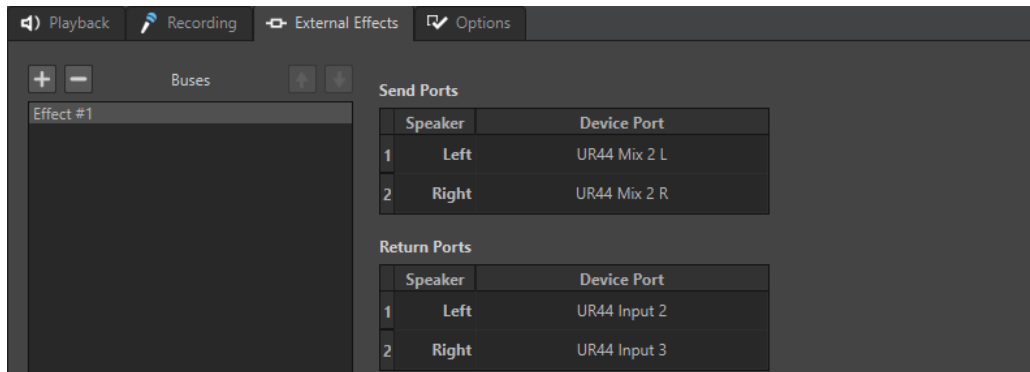 Playback Recording External Effects Options
Buses
Effect #1
Send Ports
Speaker Device Port
1 Left UR44 Mix 2 L
2 Right UR44 Mix 2 R
Return Ports
Speaker Device Port
1 Left UR44 Input 2
2 Right UR44 Input 3